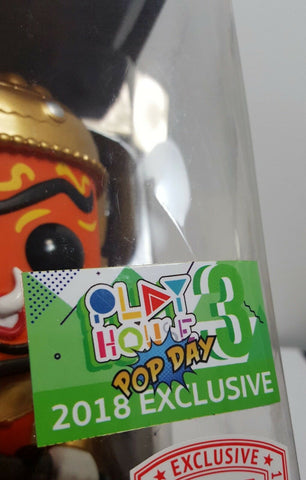 PLAY
HOUSE 3
POP DAY
2018 EXCLUSIVE
★ EXCLUSIVE ★